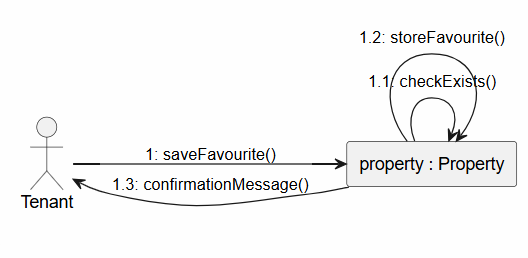 1.2: storeFavourite()
1.1: checkExists()
1: saveFavourite()
property : Property
1.3: confirmationMessage()
Tenant